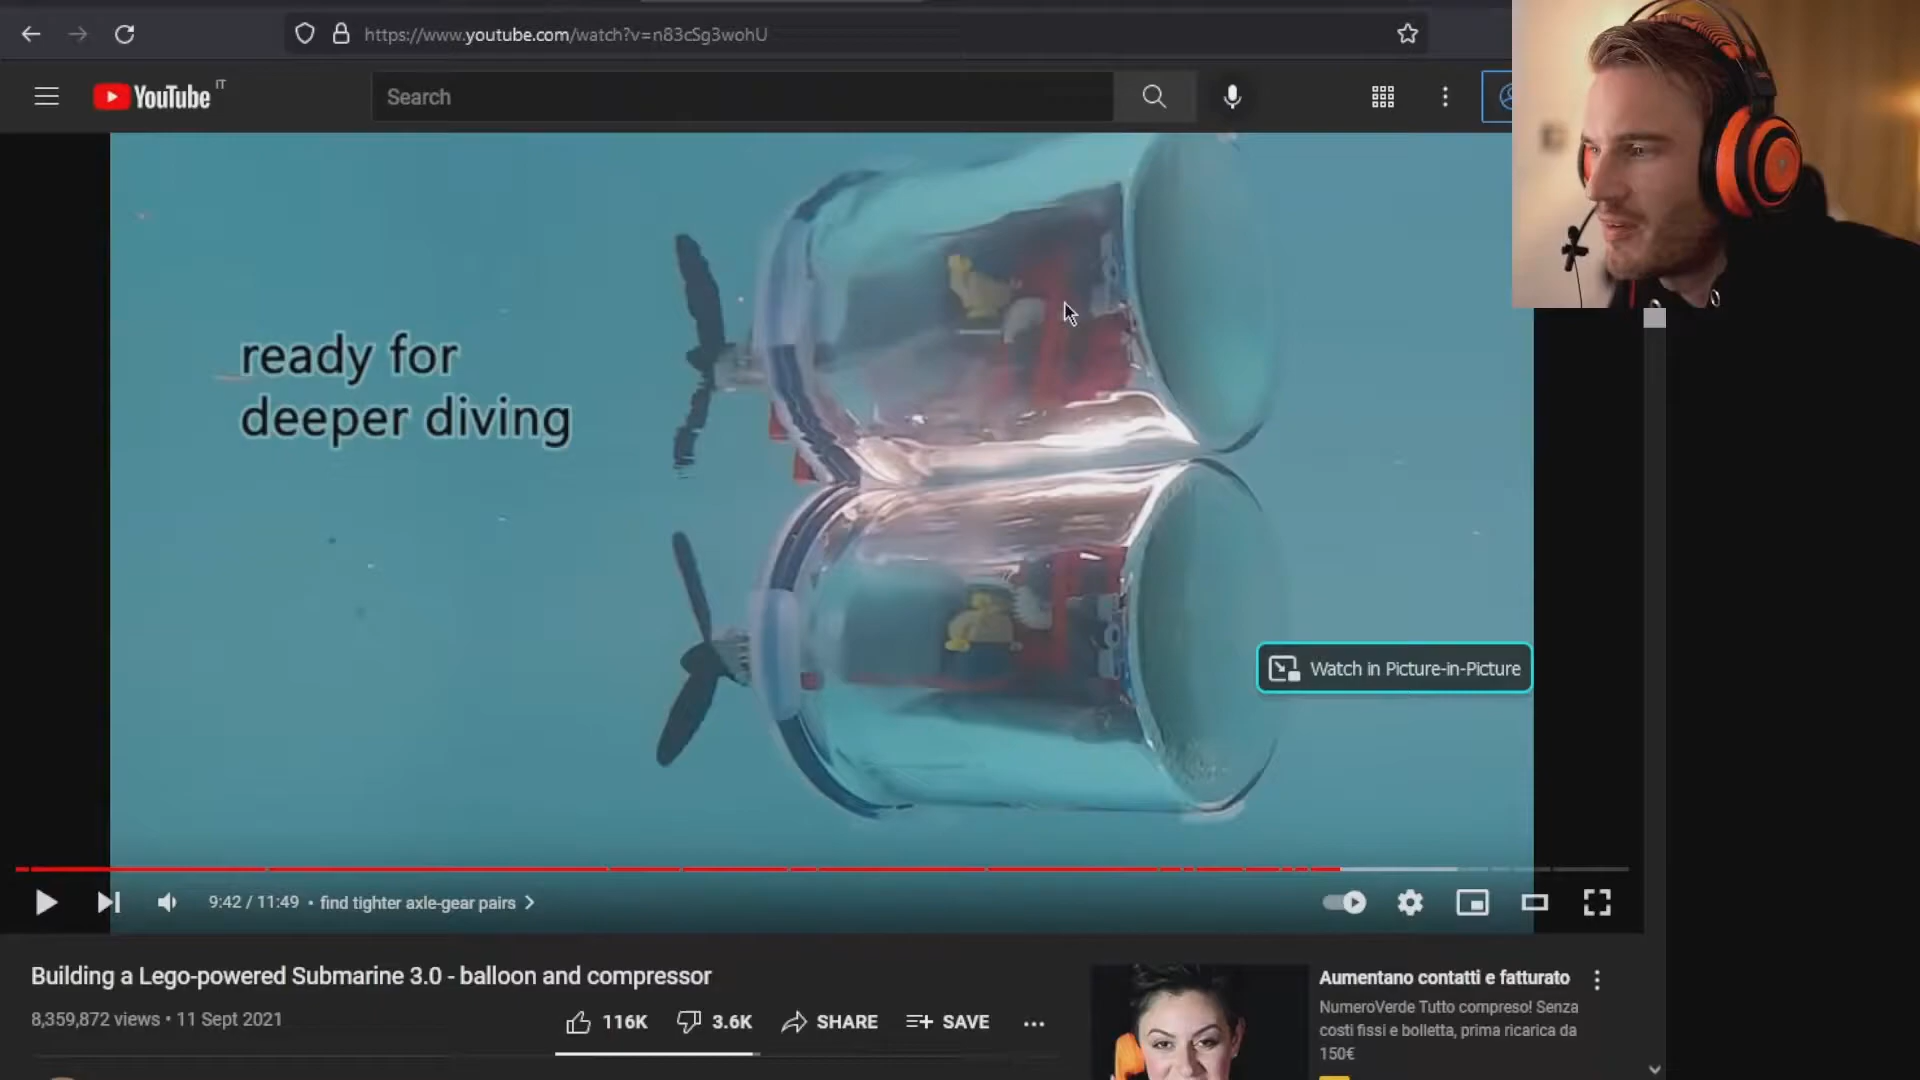 https://www.youtube.com/watch?v=n83cSg3wohU
YouTube IT
Search
ready for
deeper diving
Watch in Picture-in-Picture
9:42 / 11:49 • find tighter axle-gear pairs
Building a Lego-powered Submarine 3.0 - balloon and compressor
8,359,872 views • 11 Sept 2021
116K
3.6K
SHARE
SAVE
Aumentano contatti e fatturato
NumeroVerde Tutto compreso! Senza
costi fissi e bolletta, prima ricarica da
150€